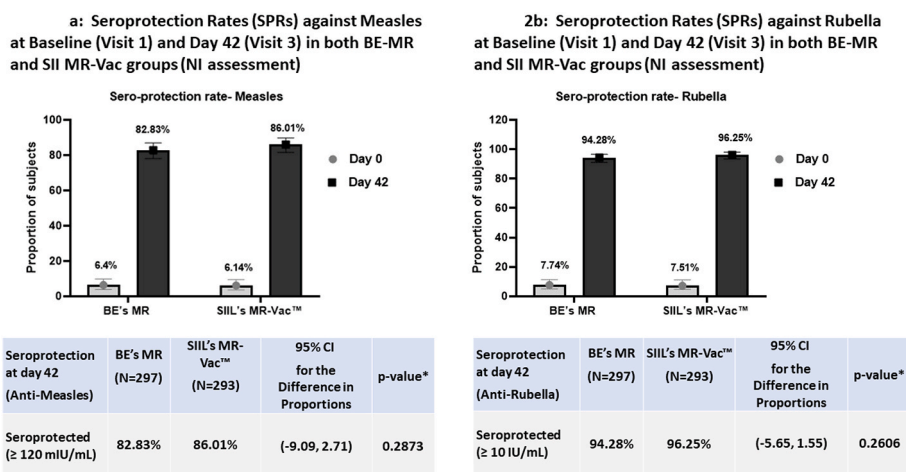 a: Seroprotection Rates (SPRs) against Measles
at Baseline (Visit 1) and Day 42 (Visit 3) in both BE-MR
and SII MR-Vac groups (NI assessment)
Sero-protection rate- Measles
Proportion of subjects
100
80
60
40
20
0
82.83%
86.01%
6.4%
6.14%
Day 0
Day 42
BE's MR
SIIL's MR-Vac™
Seroprotection
at day 42
(Anti-Measles)
BE's MR
(N=297)
SIIL's MR-
Vac™
(N=293)
95% CI
for the
Difference in
Proportions
p-value*
Seroprotected
(≥ 120 mIU/mL)
82.83%
86.01%
(-9.09, 2.71)
0.2873
2b: Seroprotection Rates (SPRs) against Rubella
at Baseline (Visit 1) and Day 42 (Visit 3) in both BE-MR
and SII MR-Vac groups (NI assessment)
Sero-protection rate- Rubella
Proportion of subjects
120
100
80
60
40
20
0
94.28%
96.25%
7.74%
7.51%
Day 0
Day 42
BE's MR
SIIL's MR-Vac™
Seroprotection
at day 42
(Anti-Rubella)
BE's MR
(N=297)
SIIL's MR-Vac™
(N=293)
95% CI
for the
Difference in
Proportions
p-value*
Seroprotected
(≥ 10 IU/mL)
94.28%
96.25%
(-5.65, 1.55)
0.2606